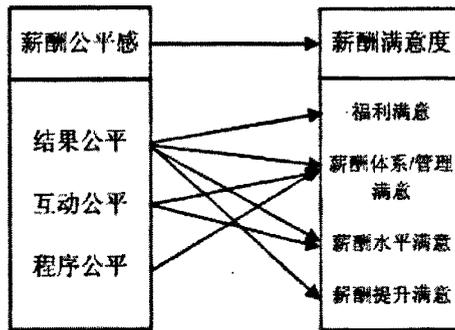 薪酬公平感
薪酬满意度
结果公平
互动公平
程序公平
福利满意
薪酬体系/管理
满意
薪酬水平满意
薪酬提升满意